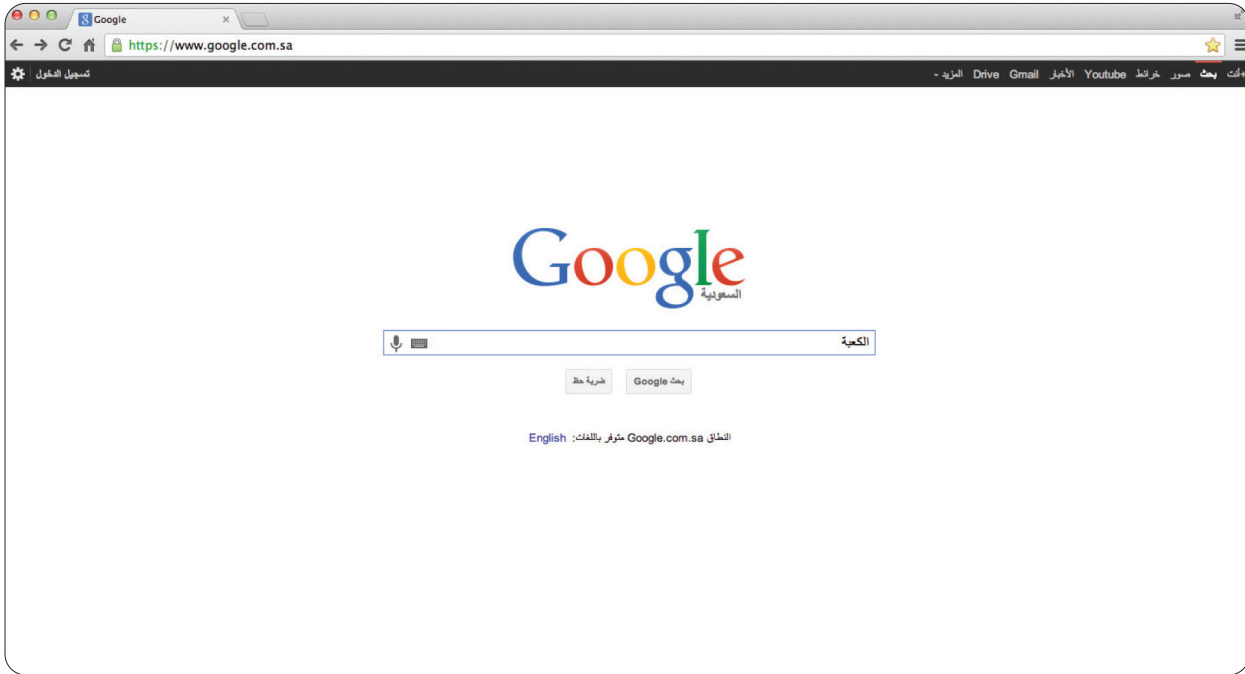 Google
https://www.google.com.sa
+أنت بحث صور خرائط Youtube الأخبار Gmail Drive المزيد
تسجيل الدخول
Google
السعودية
الكعبة
بحث Google ضربة حظ
النطاق Google.com.sa متوفر باللغات: English